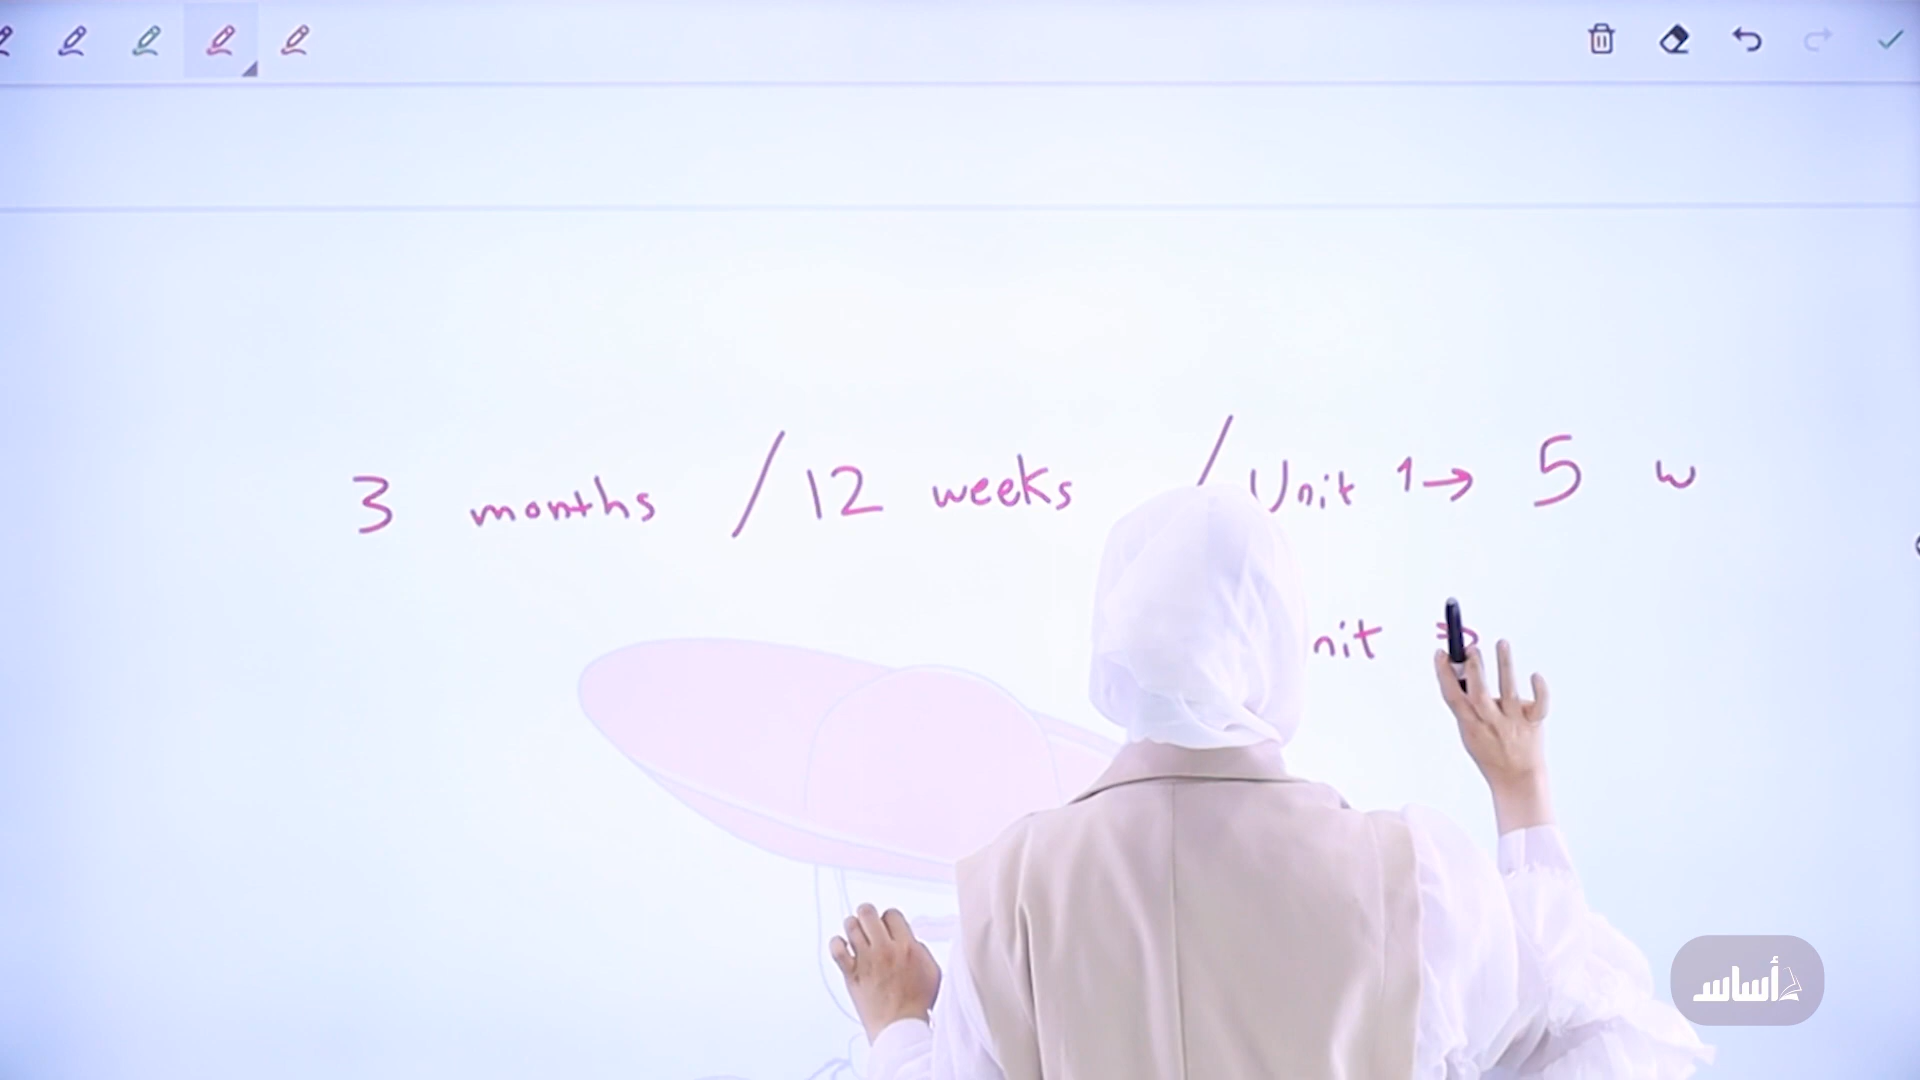 3 months / 12 weeks / Unit 1 → 5 w
nit
أساس